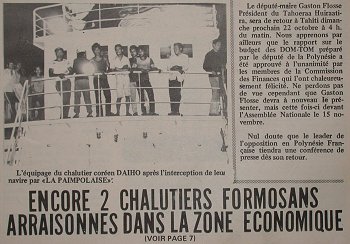 L'équipage du chalutier coréen DAIHO après l'interception de leur
navire par «LA PAIMPOLAISE».
Le député-maire Gaston Flosse
Président du Tahoeraa Huiraati-
ra, sera de retour à Tahiti diman-
che prochain 22 octobre à 4 h.
du matin. Nous apprenons par
ailleurs que le rapport sur le
budget des DOM-TOM préparé
par le député de la Polynésie a
été approuvé à l'unanimité par
les membres de la Commission
des Finances qui l'ont chaleureu-
sement félicité. Ne perdons pas
de vue cependant que Gaston
Flosse devra à nouveau le pré-
senter, mais cette fois-ci devant
l'Assemblée Nationale le 15 no-
vembre.
Nul doute que le leader de
l'opposition en Polynésie Fran-
çaise tiendra une conférence de
presse dès son retour.
ENCORE 2 CHALUTIERS FORMOSANS
ARRAISONNÉS DANS LA ZONE ECONOMIQUE
(VOIR PAGE 7)